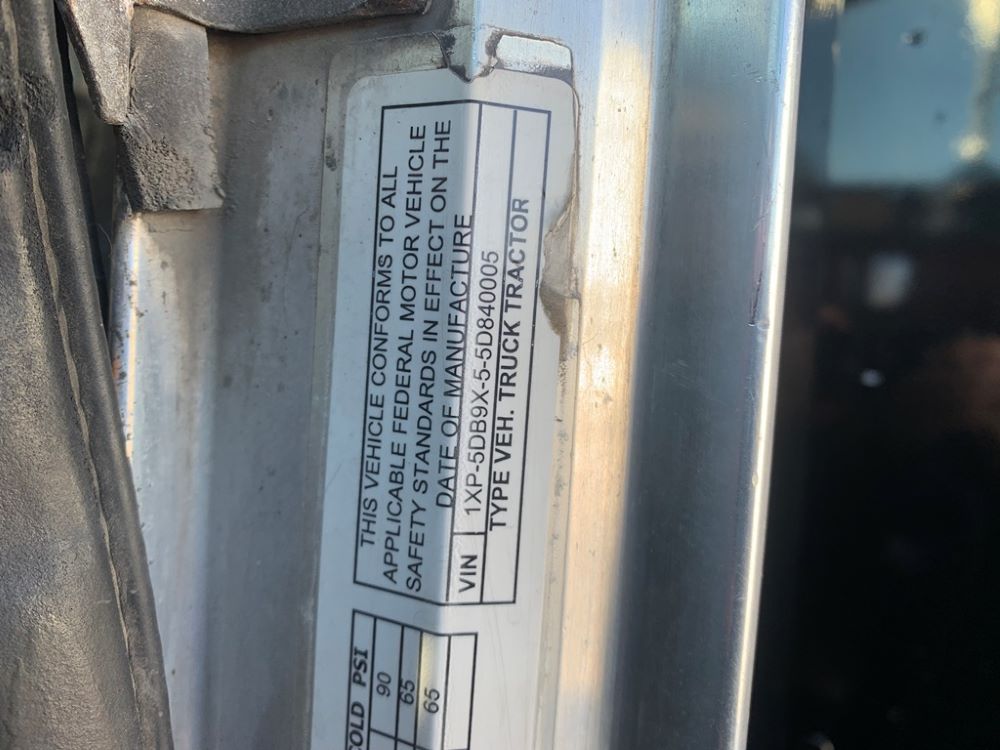 THIS VEHICLE CONFORMS TO ALL
APPLICABLE FEDERAL MOTOR VEHICLE
SAFETY STANDARDS IN EFFECT ON THE
DATE OF MANUFACTURE
VIN 1XP-5DB9X-5-5D840005
TYPE VEH. TRUCK TRACTOR
COLD PSI
90
65
65